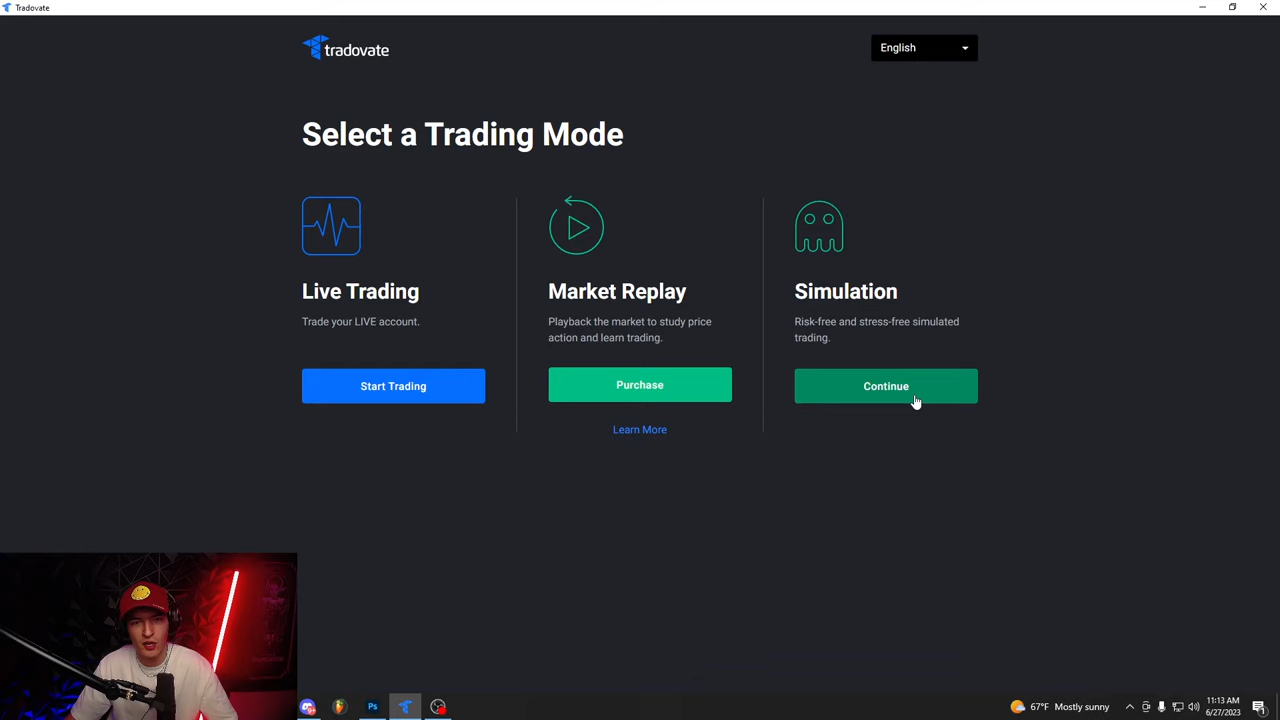 Tradovate
tradovate
English
Select a Trading Mode
Live Trading
Trade your LIVE account.
Start Trading
Market Replay
Playback the market to study price
action and learn trading.
Purchase
Learn More
Simulation
Risk-free and stress-free simulated
trading.
Continue
Ps
67°F Mostly sunny
11:13 AM
6/27/2023
1